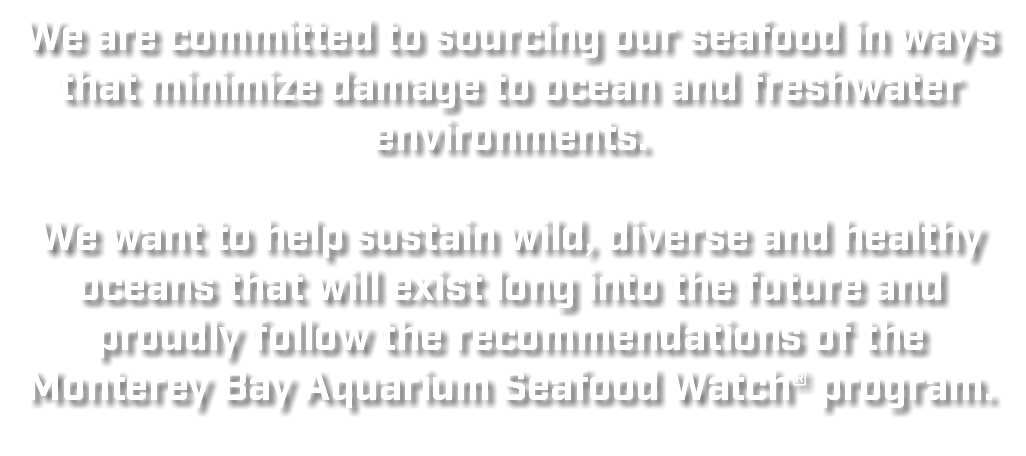 We are committed to sourcing our seafood in ways
that minimize damage to ocean and freshwater
environments.
We want to help sustain wild, diverse and healthy
oceans that will exist long into the future and
proudly follow the recommendations of the
Monterey Bay Aquarium Seafood Watch® program.